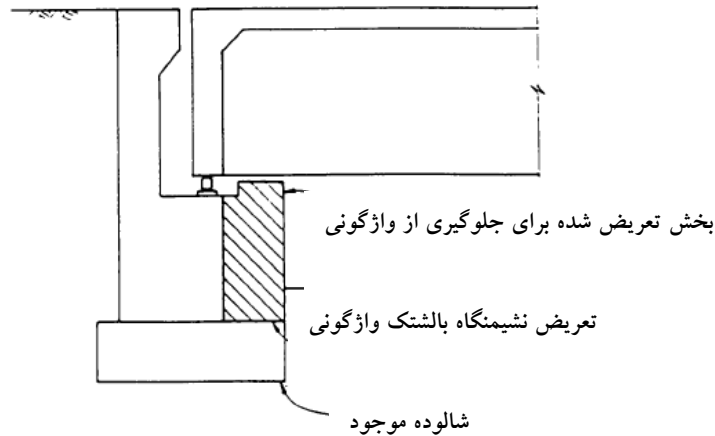 بخش تعریض شده برای جلوگیری از واژگونی
تعریض نشیمنگاه بالشتک واژگونی
شالوده موجود